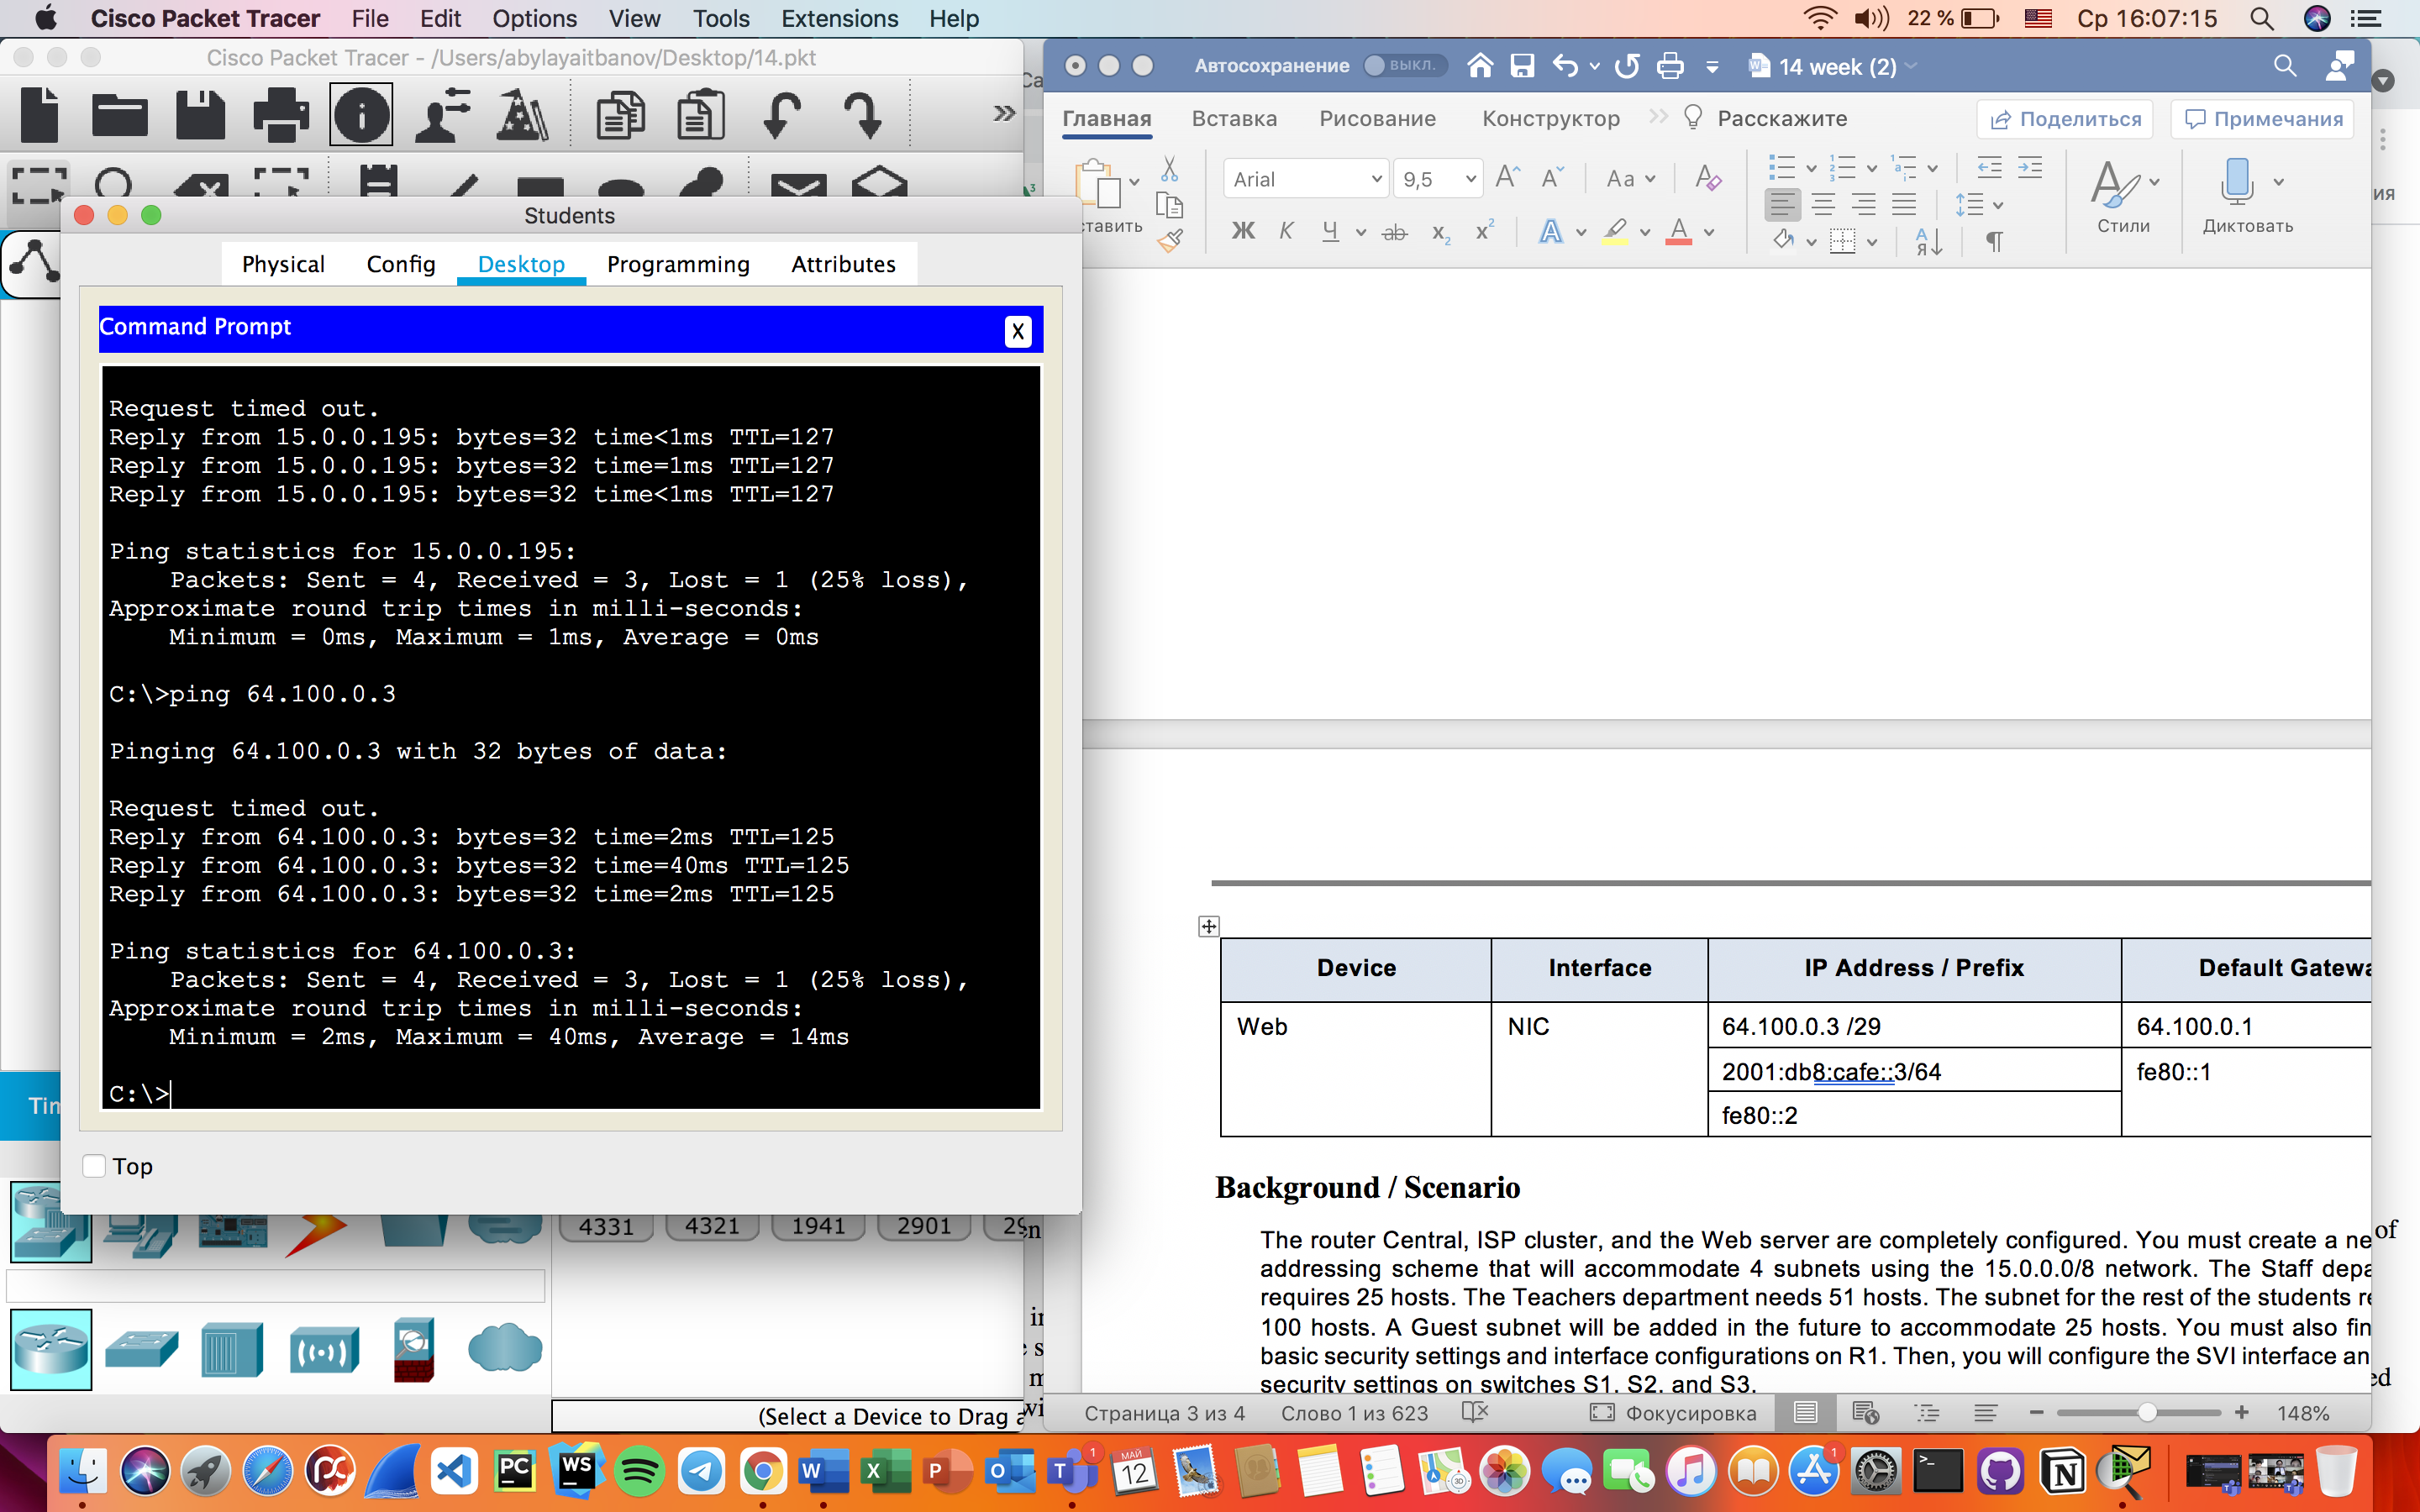 Cisco Packet Tracer File Edit Options View Tools Extensions Help
22 % Ср 16:07:15
Cisco Packet Tracer - /Users/abylayaitbanov/Desktop/14.pkt
Автосохранение ВЫКЛ. 14 week (2)
Главная Вставка Рисование Конструктор Расскажите Поделиться Примечания
Arial 9,5
Стили
Диктовать
Students
Physical Config Desktop Programming Attributes
Command Prompt X
Request timed out.
Reply from 15.0.0.195: bytes=32 time<1ms TTL=127
Reply from 15.0.0.195: bytes=32 time=1ms TTL=127
Reply from 15.0.0.195: bytes=32 time<1ms TTL=127
Ping statistics for 15.0.0.195:
Packets: Sent = 4, Received = 3, Lost = 1 (25% loss),
Approximate round trip times in milli-seconds:
Minimum = 0ms, Maximum = 1ms, Average = 0ms
C:\>ping 64.100.0.3
Pinging 64.100.0.3 with 32 bytes of data:
Request timed out.
Reply from 64.100.0.3: bytes=32 time=2ms TTL=125
Reply from 64.100.0.3: bytes=32 time=40ms TTL=125
Reply from 64.100.0.3: bytes=32 time=2ms TTL=125
Ping statistics for 64.100.0.3:
Packets: Sent = 4, Received = 3, Lost = 1 (25% loss),
Approximate round trip times in milli-seconds:
Minimum = 2ms, Maximum = 40ms, Average = 14ms
C:\>
Top
4331 4321 1941 2901
(Select a Device to Drag
Device Interface IP Address / Prefix Default Gatewa
Web NIC 64.100.0.3 /29 64.100.0.1
2001:db8:cafe::3/64 fe80::1
fe80::2
Background / Scenario
The router Central, ISP cluster, and the Web server are completely configured. You must create a ne
addressing scheme that will accommodate 4 subnets using the 15.0.0.0/8 network. The Staff depa
requires 25 hosts. The Teachers department needs 51 hosts. The subnet for the rest of the students re
100 hosts. A Guest subnet will be added in the future to accommodate 25 hosts. You must also fin
basic security settings and interface configurations on R1. Then, you will configure the SVI interface an
security settings on switches S1, S2, and S3.
of
Страница 3 из 4 Слово 1 из 623 Фокусировка 148%
МАЙ
12